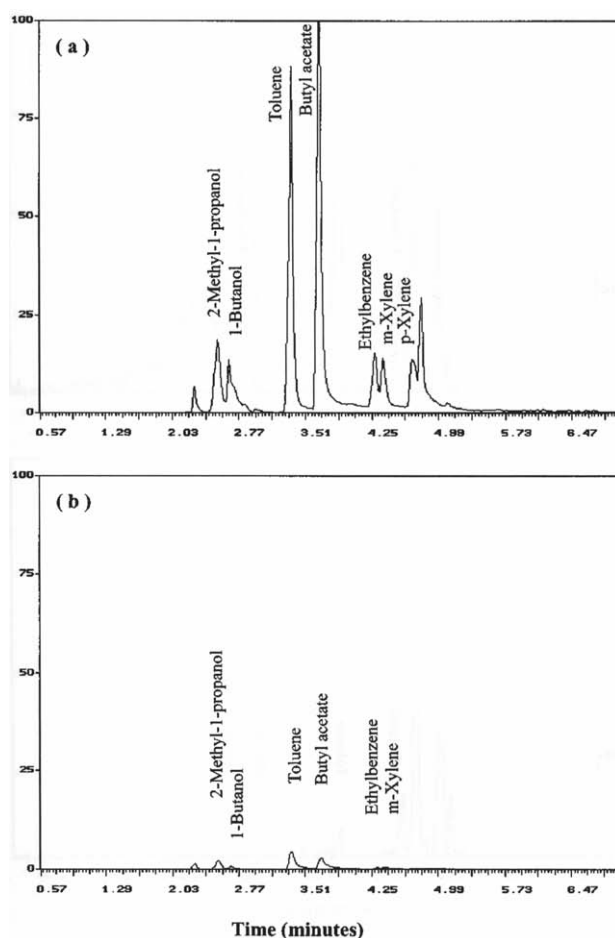 100
( a )
75
50
25
0
2-Methyl-1-propanol
1-Butanol
Toluene
Butyl acetate
Ethylbenzene
m-Xylene
p-Xylene
0.57 1.29 2.03 2.77 3.51 4.25 4.99 5.73 6.47
100
( b )
75
50
25
0
2-Methyl-1-propanol
1-Butanol
Toluene
Butyl acetate
Ethylbenzene
m-Xylene
0.57 1.29 2.03 2.77 3.51 4.25 4.99 5.73 6.47
Time (minutes)